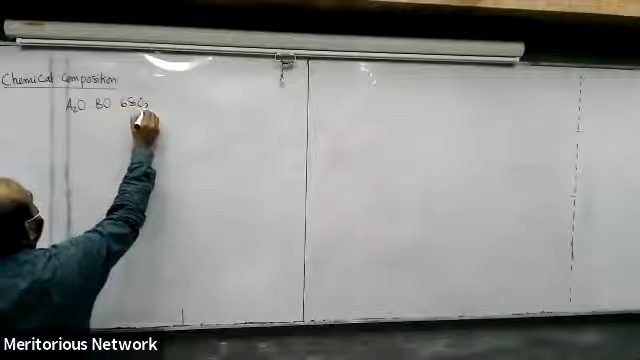 Chemical Composition
A₂O BO 6SiO₂
Meritorious Network